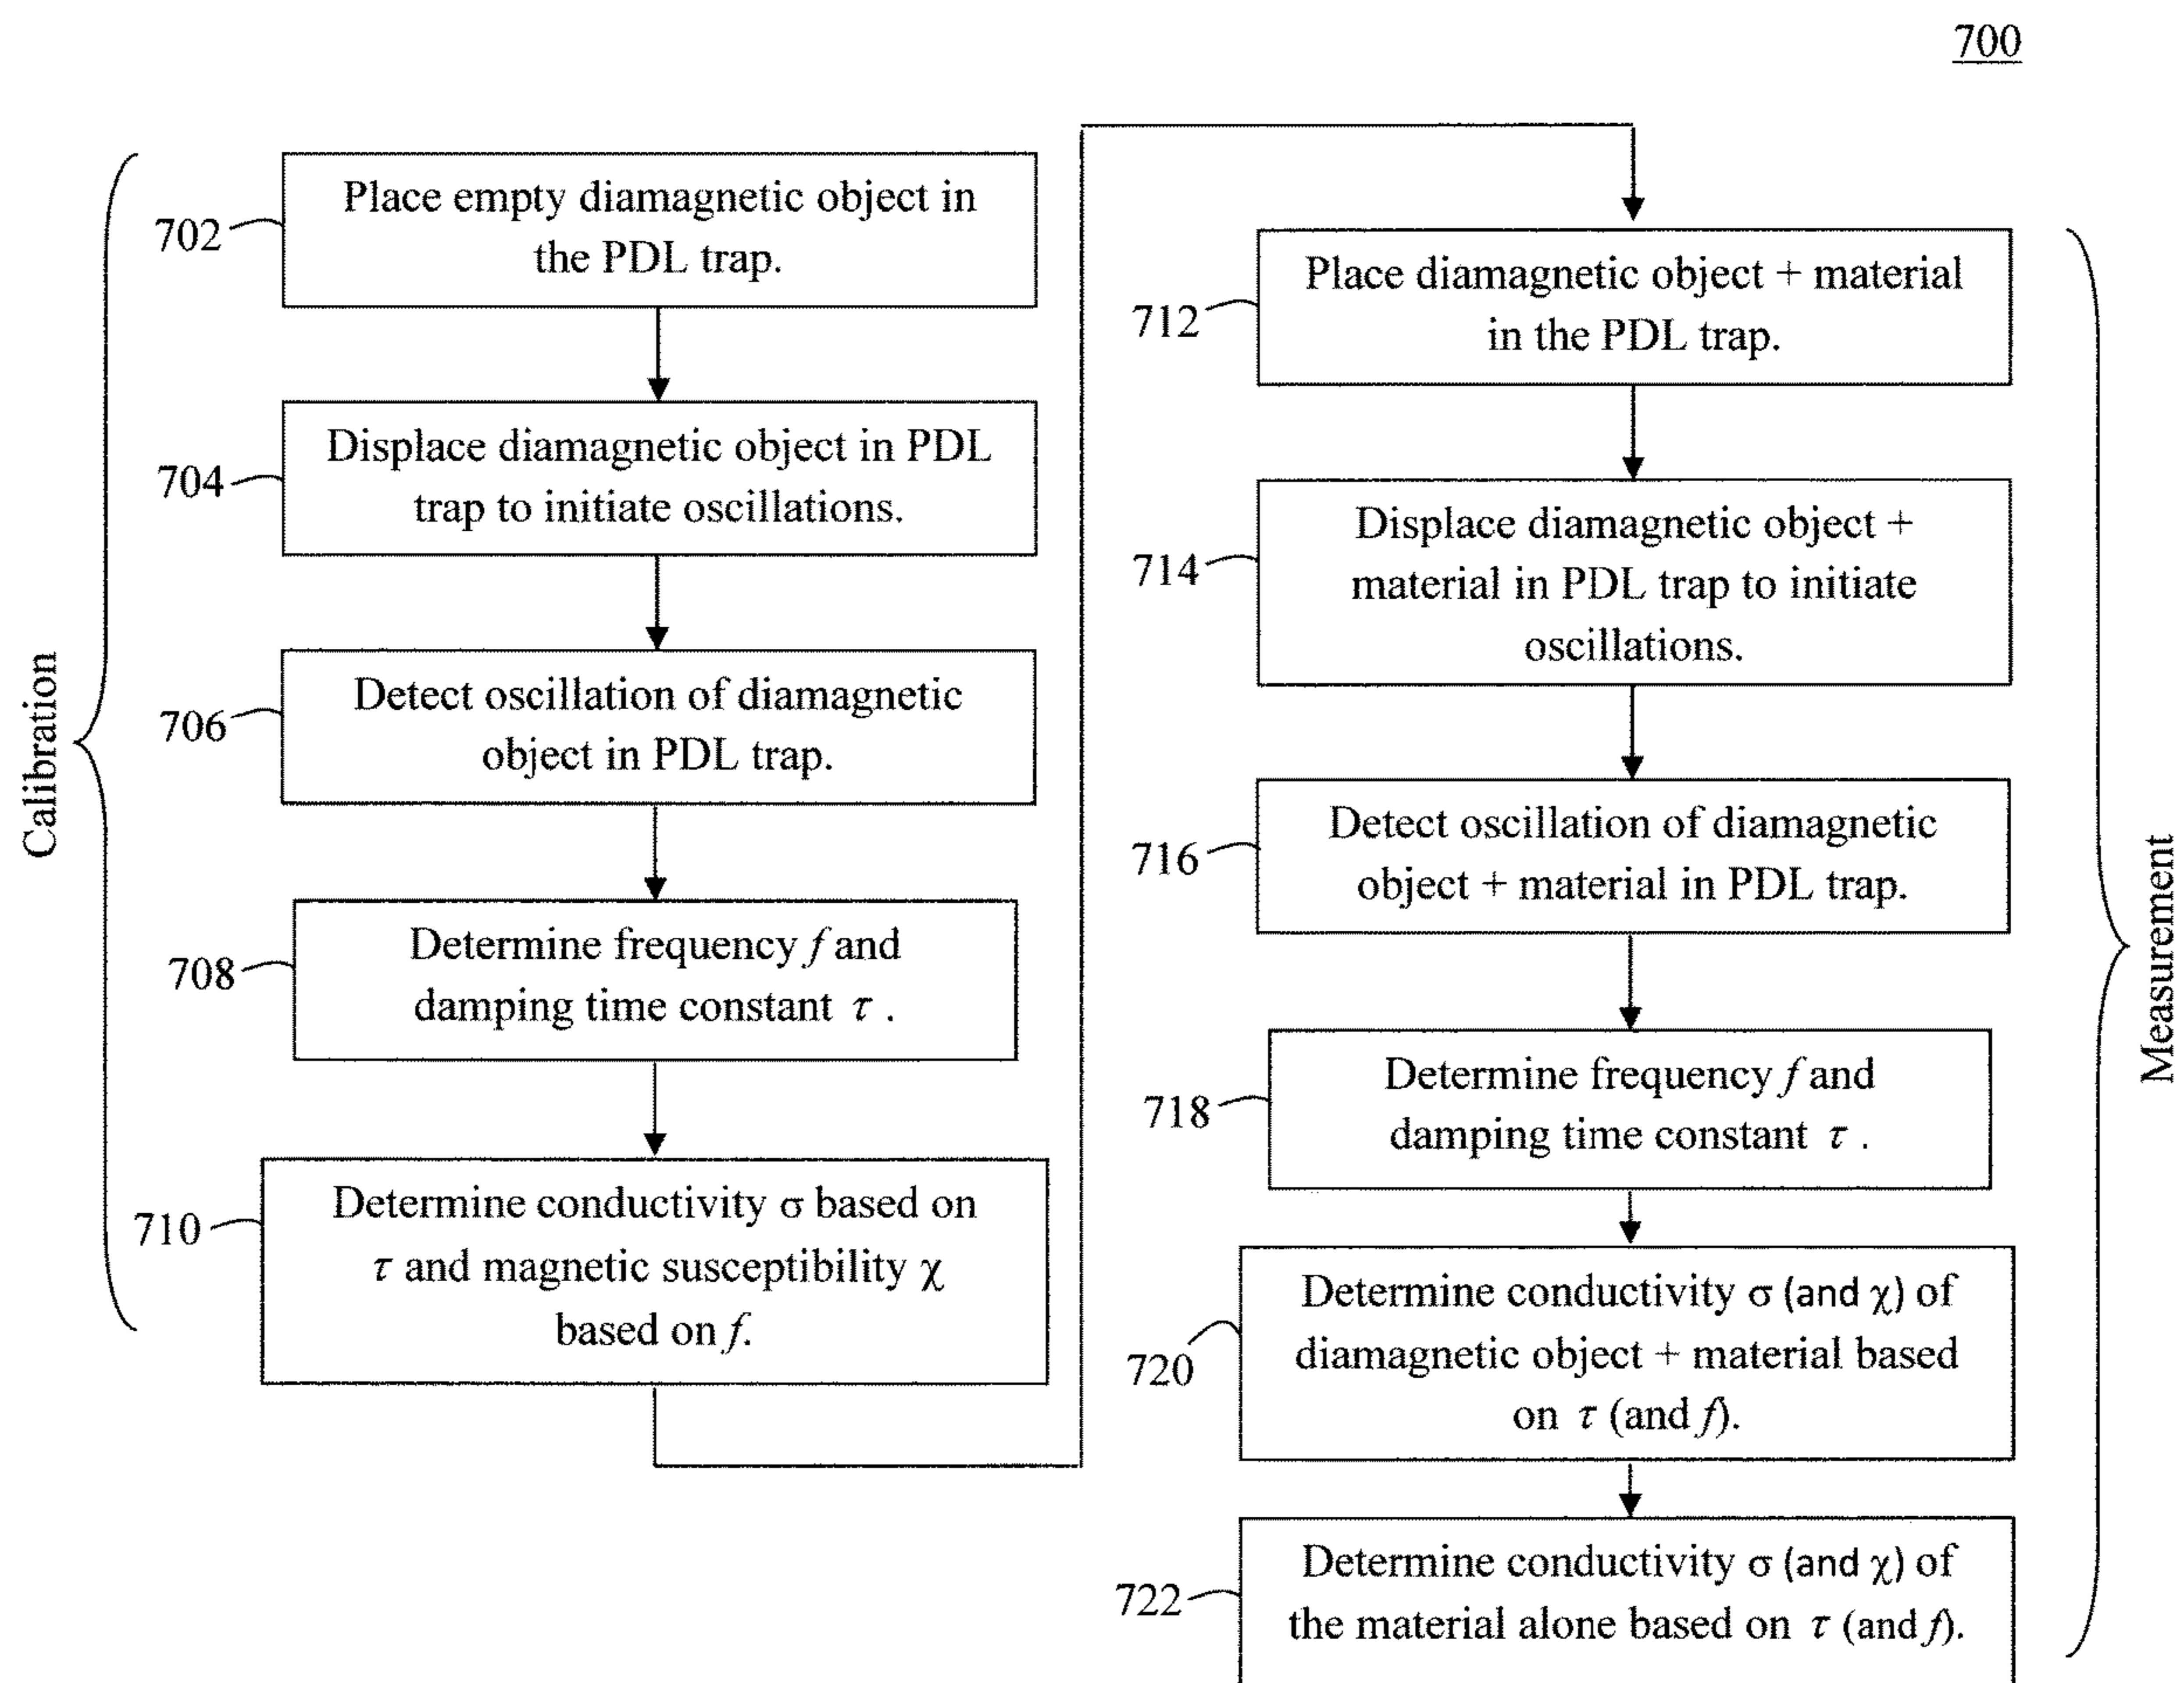 700
Calibration
702
Place empty diamagnetic object in
the PDL trap.
704
Displace diamagnetic object in PDL
trap to initiate oscillations.
706
Detect oscillation of diamagnetic
object in PDL trap.
708
Determine frequency f and
damping time constant τ .
710
Determine conductivity σ based on
τ and magnetic susceptibility χ
based on f.
712
Place diamagnetic object + material
in the PDL trap.
714
Displace diamagnetic object +
material in PDL trap to initiate
oscillations.
716
Detect oscillation of diamagnetic
object + material in PDL trap.
718
Determine frequency f and
damping time constant τ .
720
Determine conductivity σ (and χ) of
diamagnetic object + material based
on τ (and f).
722
Determine conductivity σ (and χ) of
the material alone based on τ (and f).
Measurement